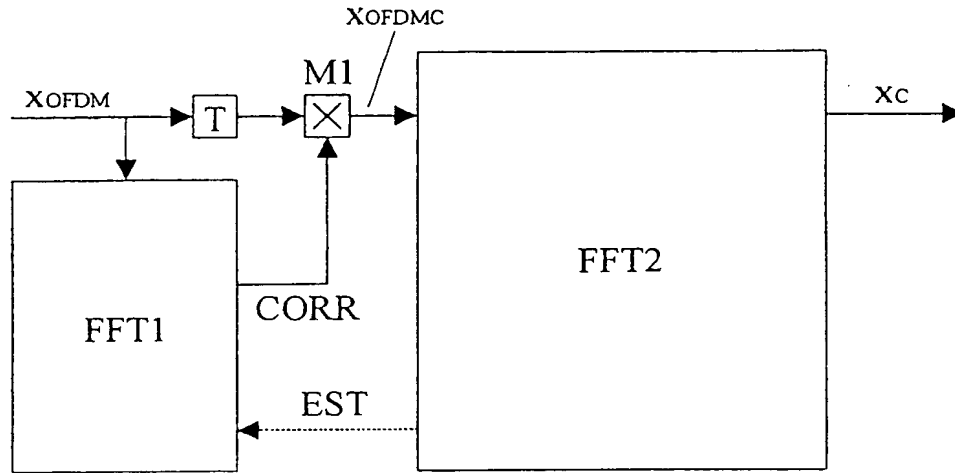 XOFDMC
M1
XOFDM
T
XC
FFT2
CORR
FFT1
EST